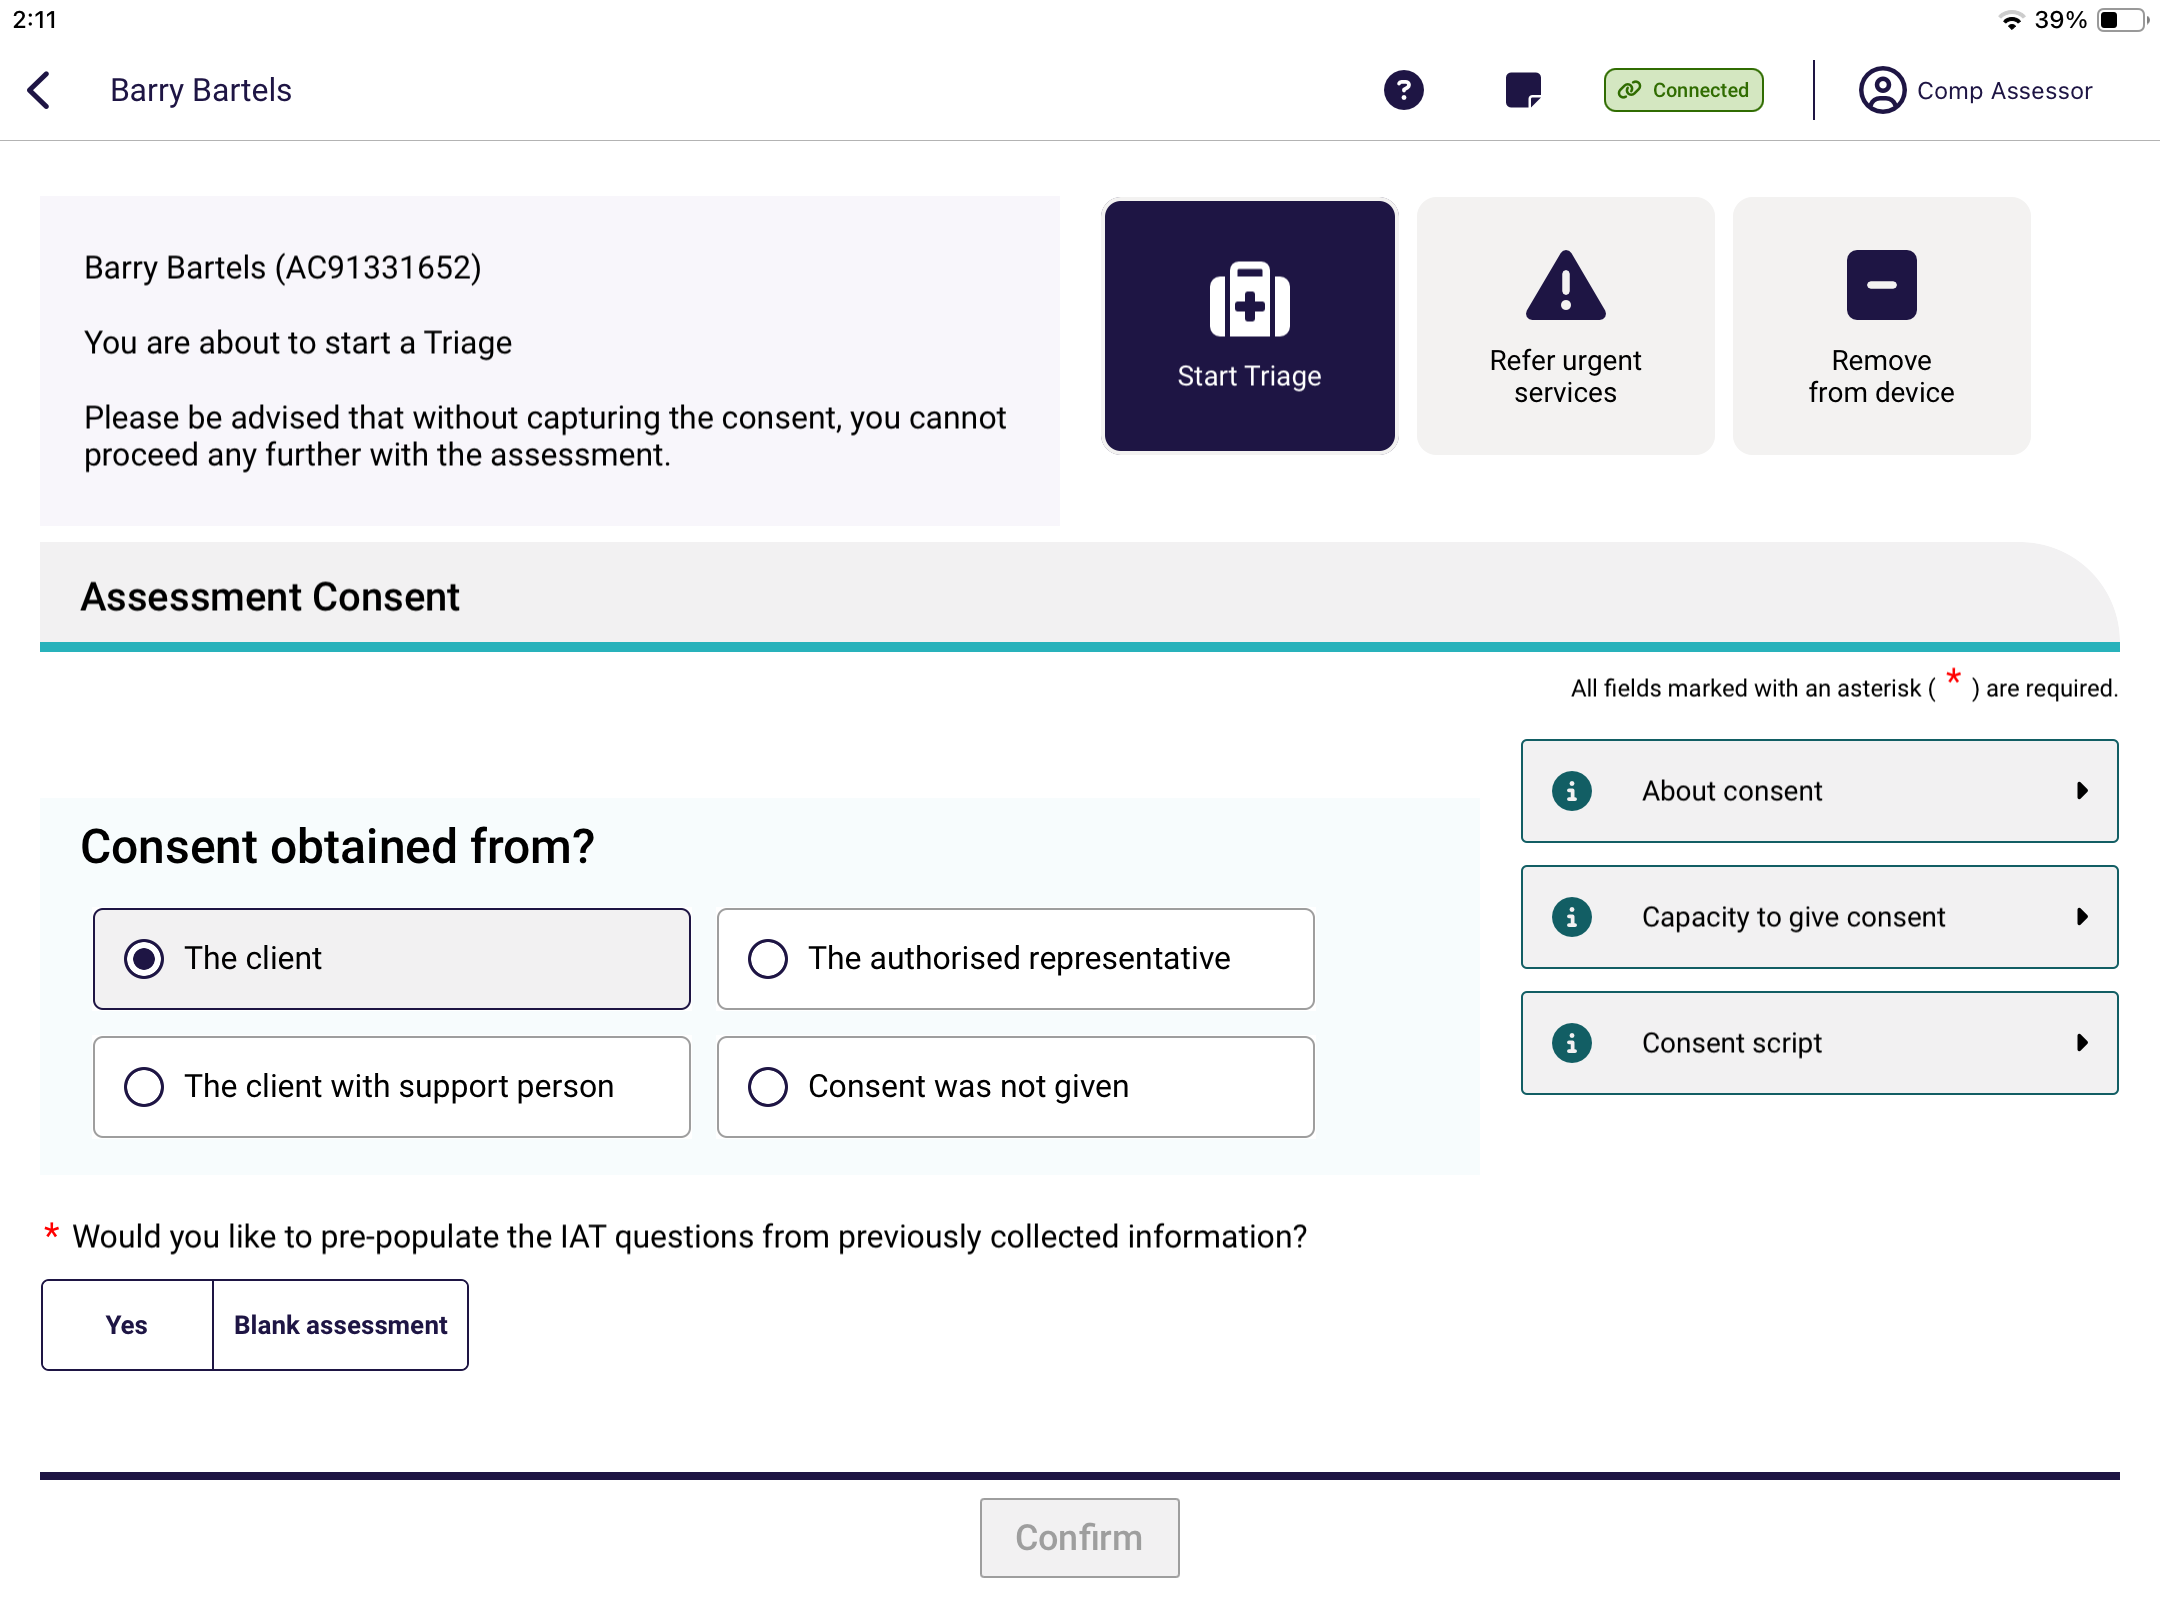 2:11
39%
Barry Bartels
?
Connected
Comp Assessor
Barry Bartels (AC91331652)
You are about to start a Triage
Please be advised that without capturing the consent, you cannot
proceed any further with the assessment.
Start Triage
Refer urgent
services
Remove
from device
Assessment Consent
All fields marked with an asterisk ( * ) are required.
About consent
Capacity to give consent
Consent script
Consent obtained from?
The client
The authorised representative
The client with support person
Consent was not given
* Would you like to pre-populate the IAT questions from previously collected information?
Yes
Blank assessment
Confirm